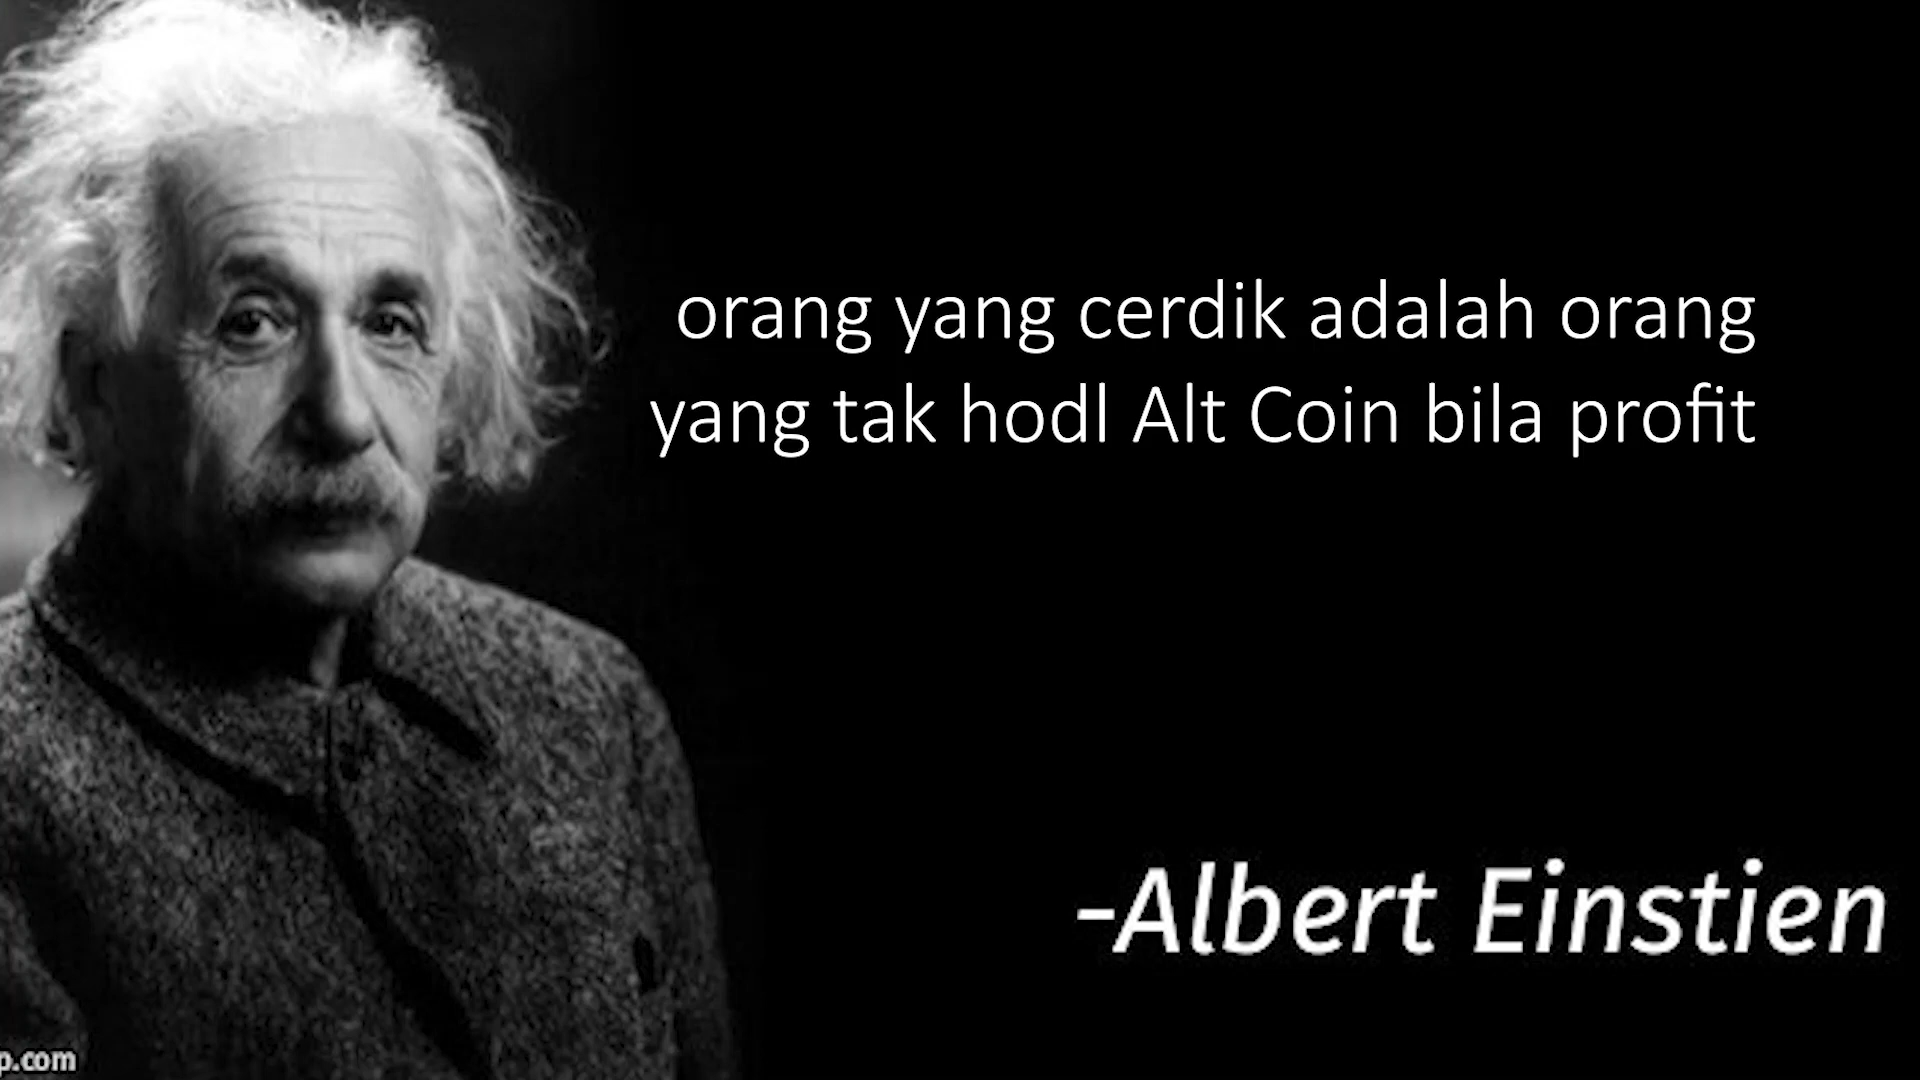 orang yang cerdik adalah orang
yang tak hodl Alt Coin bila profit
-Albert Einstien
p.com